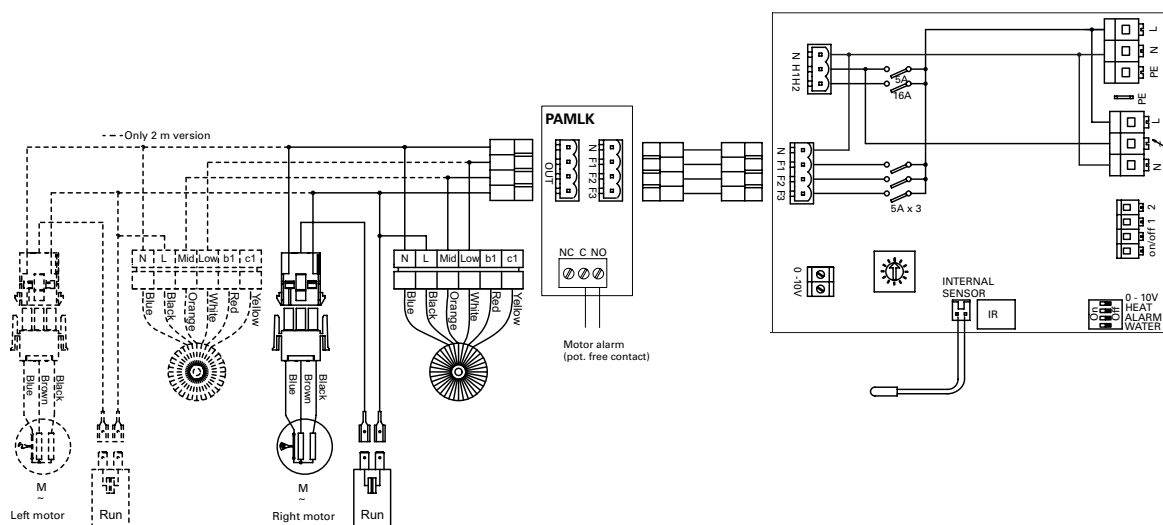 ---Only 2 m version
N L Mid Low b1 c1
Blue
Black
Orange
White
Red
Yellow
Blue
Brown
Black
M
~
Left motor
Run
N L Mid Low b1 c1
Blue
Black
Orange
White
Red
Yellow
Blue
Brown
Black
M
~
Right motor
Run
PAMLK
OUT
N F1 F2 F3
NC C NO
Motor alarm
(pot. free contact)
N H1H2
5A
16A
N F1 F2 F3
5A x 3
0 -10V
T
INTERNAL
SENSOR
IR
L
N
PE
PE
L
N
on/off 1 2
On
Off
0 - 10V
HEAT
ALARM
WATER